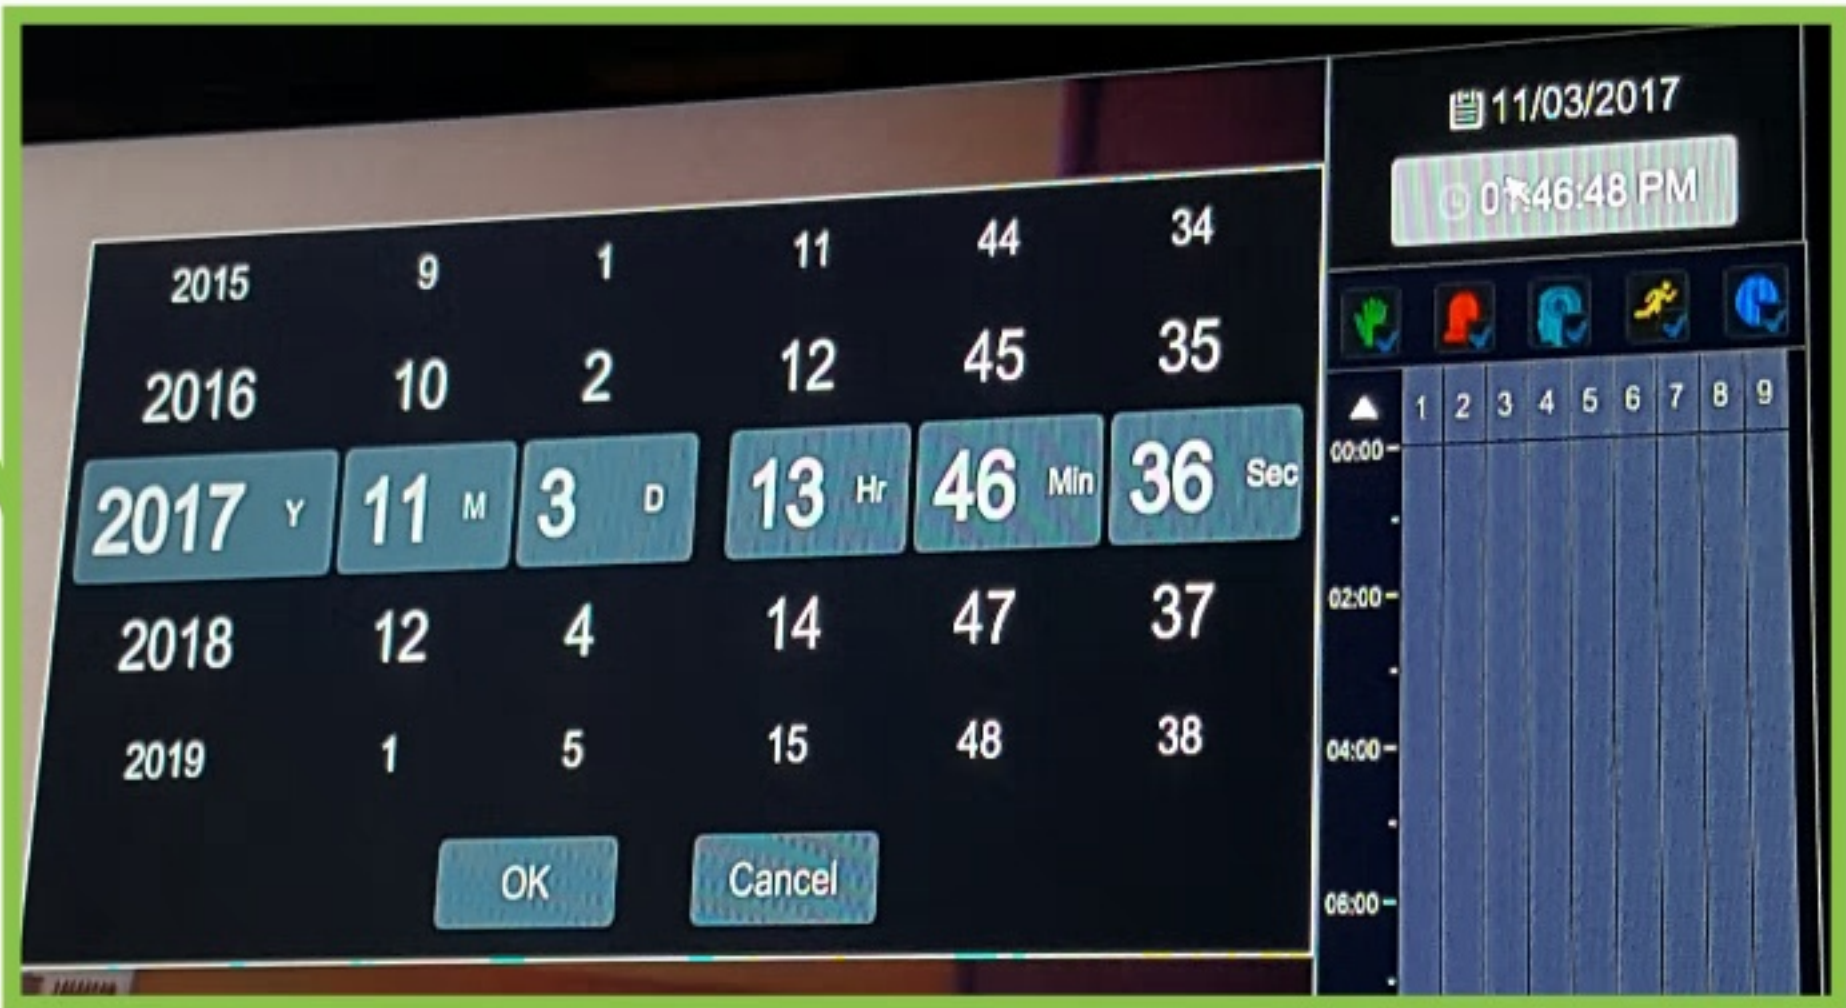 11/03/2017
01:46:48 PM
2015 9 1 11 44 34
2016 10 2 12 45 35
2017 Y 11 M 3 D 13 Hr 46 Min 36 Sec
2018 12 4 14 47 37
2019 1 5 15 48 38
OK Cancel
1 2 3 4 5 6 7 8 9
00:00
02:00
04:00
06:00